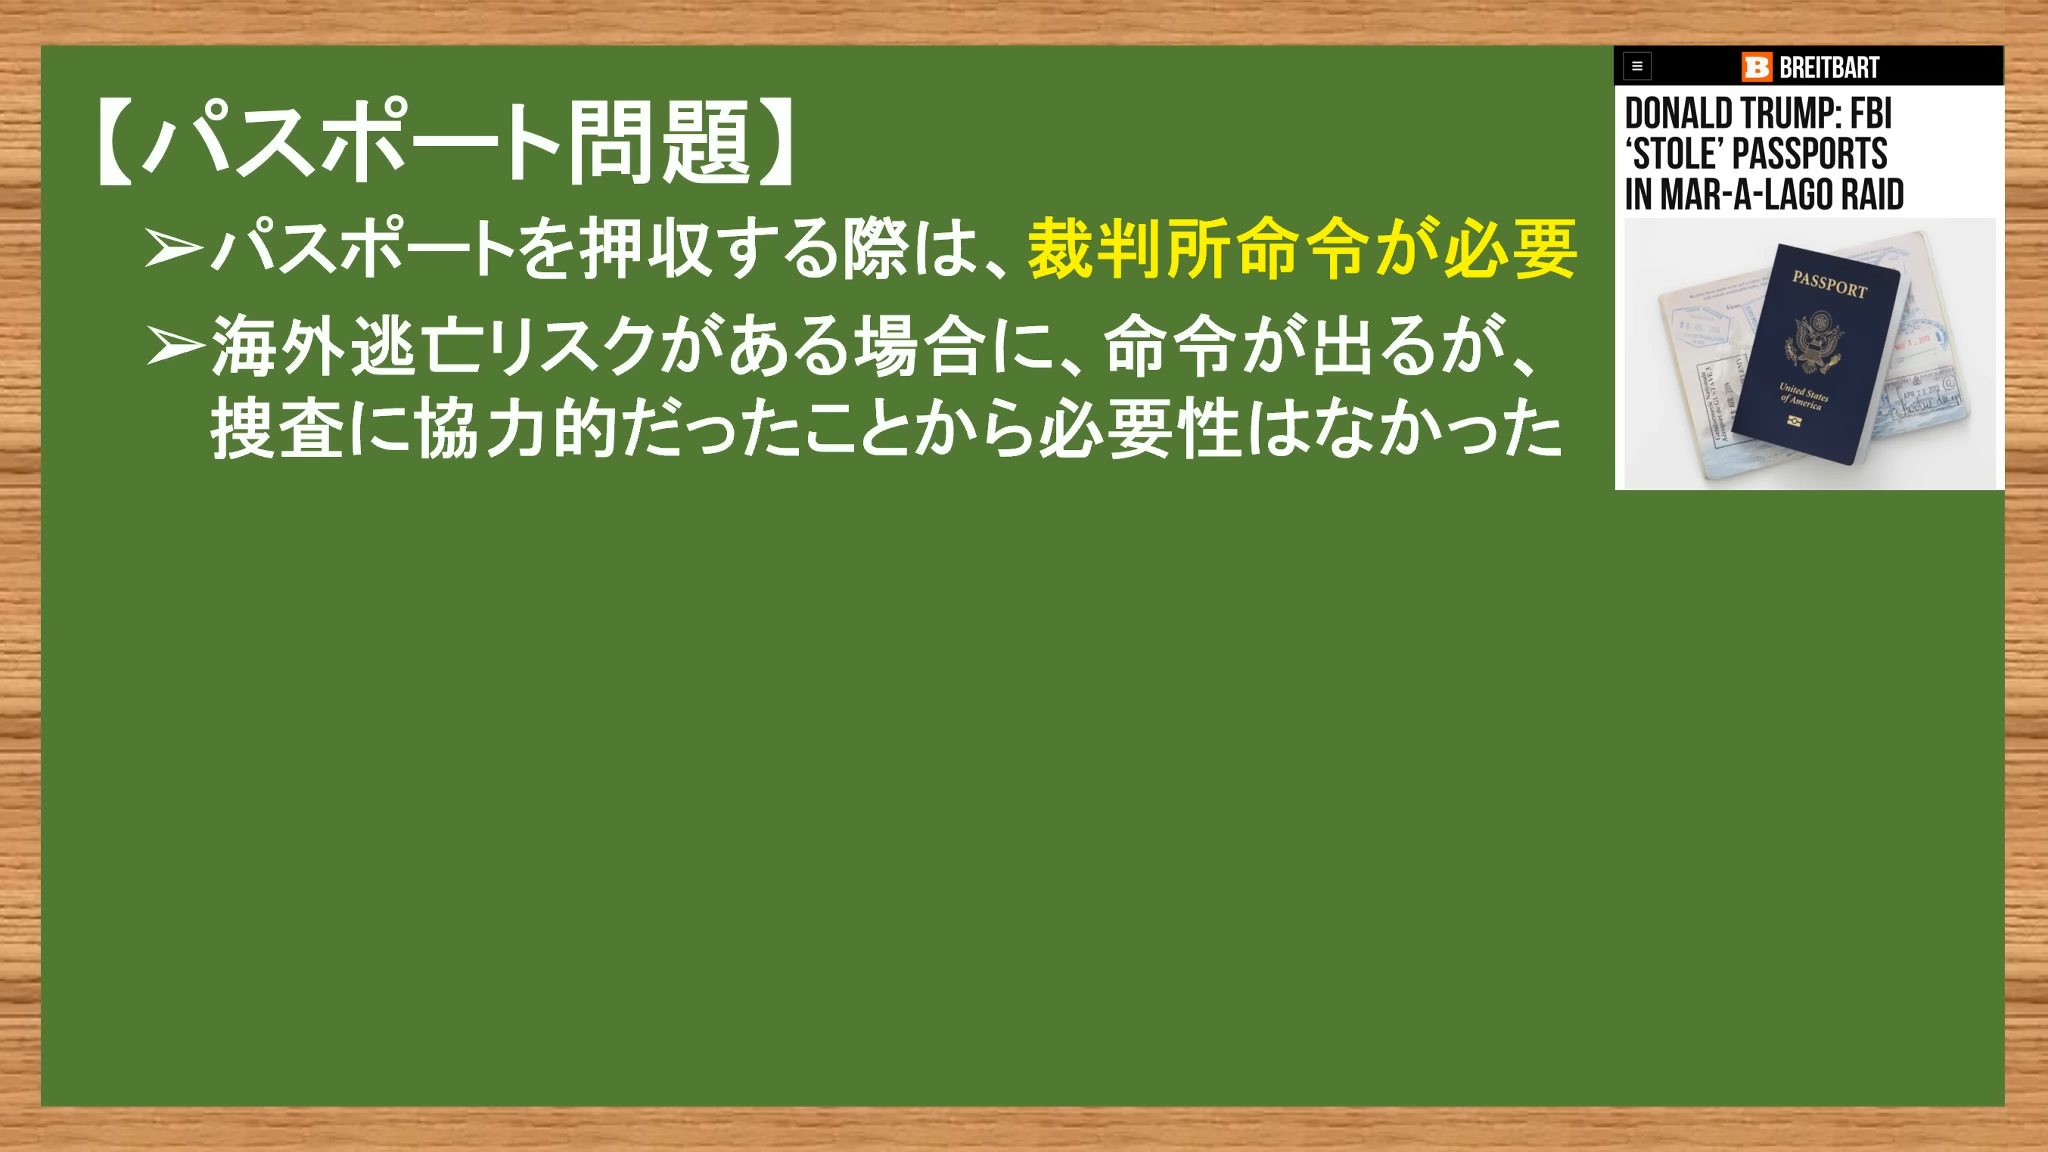 【パスポート問題】
➢パスポートを押収する際は、裁判所命令が必要
➢海外逃亡リスクがある場合に、命令が出るが、
捜査に協力的だったことから必要性はなかった
B BREITBART
DONALD TRUMP: FBI
‘STOLE’ PASSPORTS
IN MAR-A-LAGO RAID
PASSPORT
United States
of America